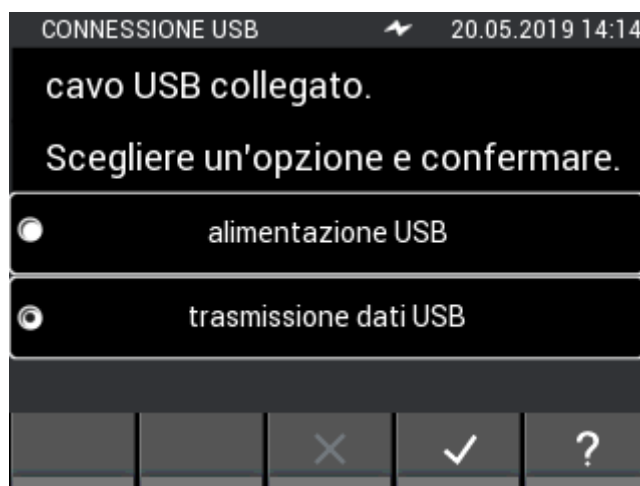 CONNESSIONE USB 20.05.2019 14:14
cavo USB collegato.
Scegliere un'opzione e confermare.
alimentazione USB
trasmissione dati USB
?